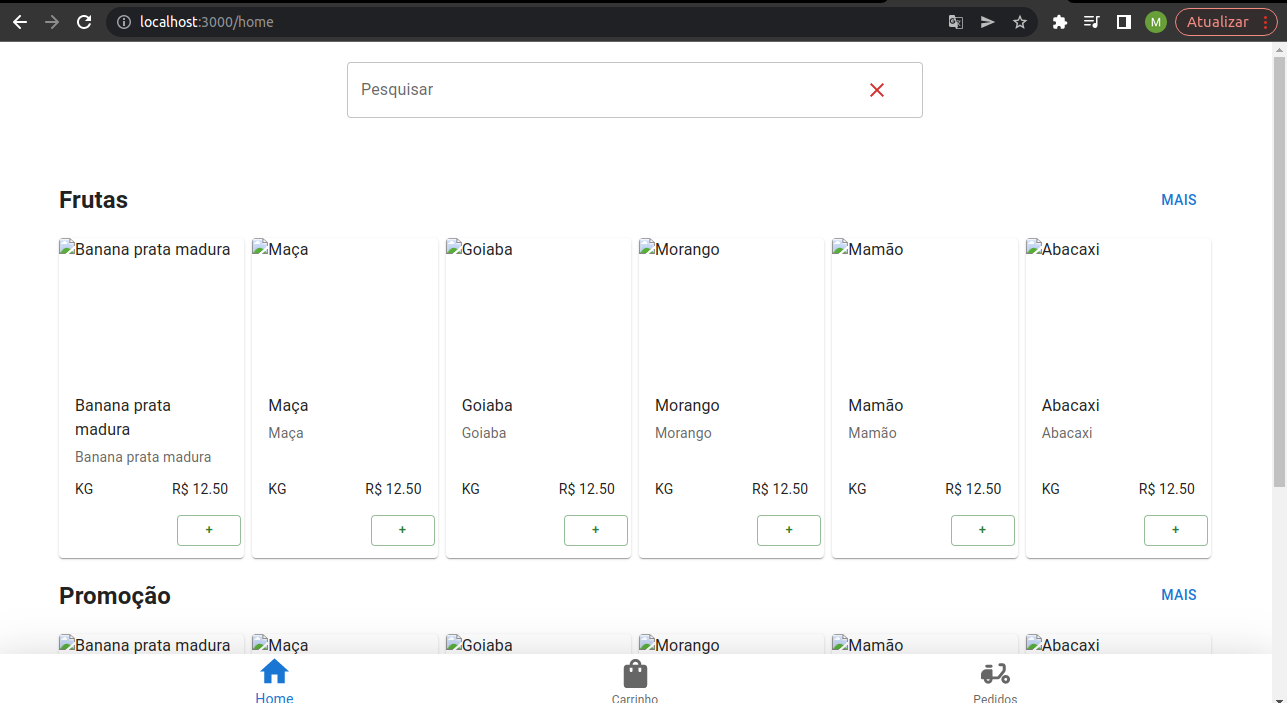 localhost:3000/home
M
Atualizar
Pesquisar
Frutas
MAIS
Banana prata madura
Maça
Goiaba
Morango
Mamão
Abacaxi
Banana prata
madura
Banana prata madura
KG
R$ 12.50
+
Maça
Maça
KG
R$ 12.50
+
Goiaba
Goiaba
KG
R$ 12.50
+
Morango
Morango
KG
R$ 12.50
+
Mamão
Mamão
KG
R$ 12.50
+
Abacaxi
Abacaxi
KG
R$ 12.50
+
Promoção
MAIS
Banana prata madura
Maça
Goiaba
Morango
Mamão
Abacaxi
Home
Carrinho
Pedidos